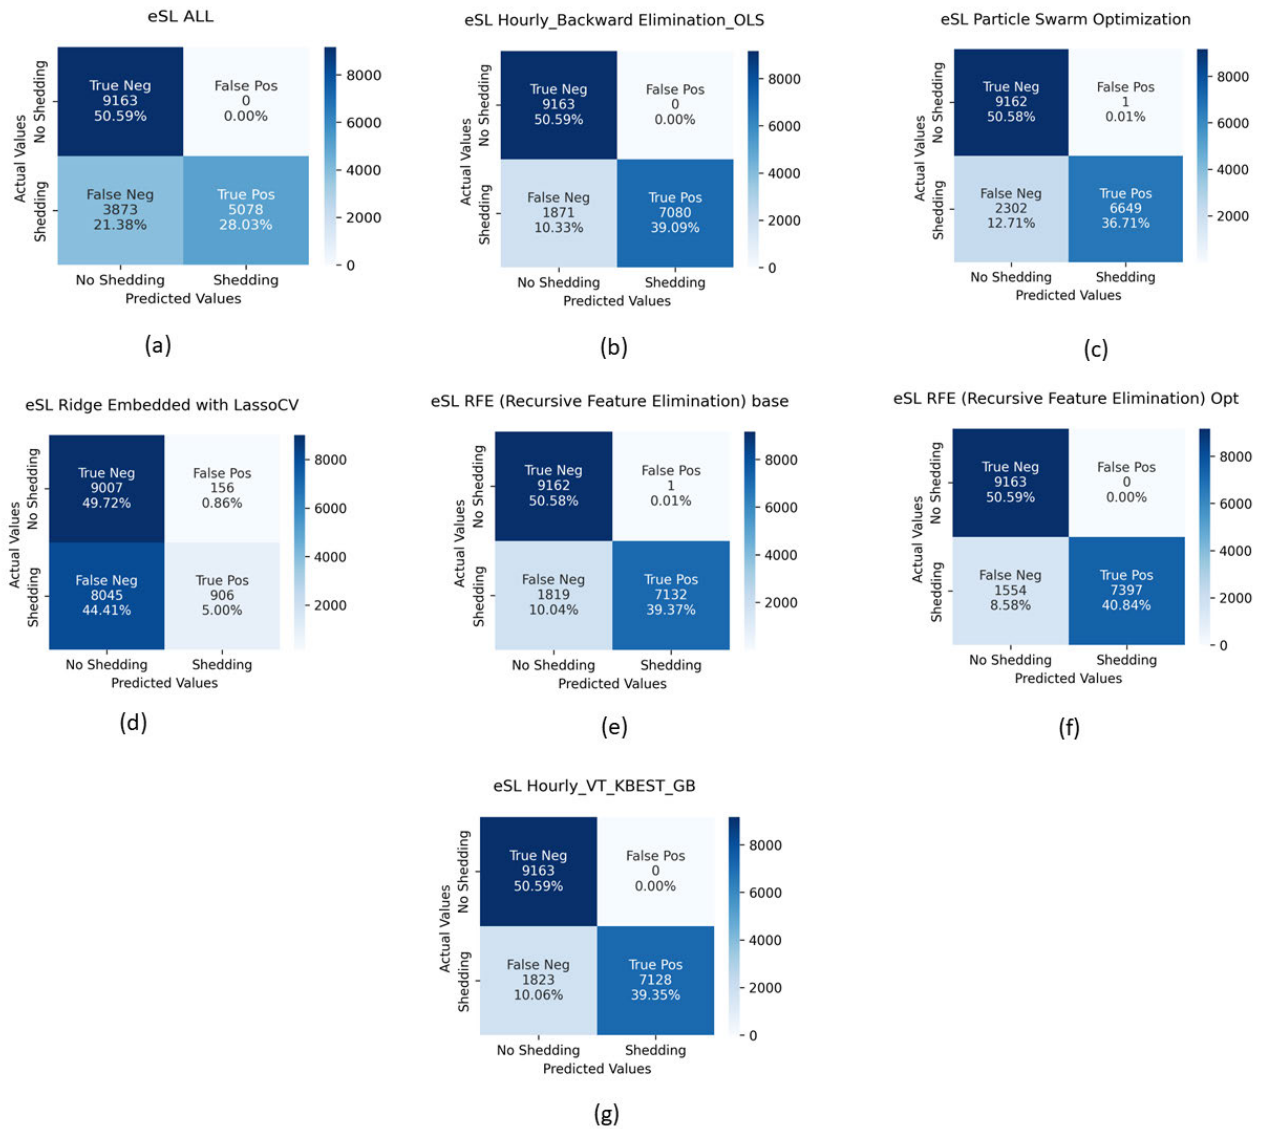 eSL ALL
Actual Values
No Shedding
Shedding
True Neg
9163
50.59%
False Pos
0
0.00%
False Neg
3873
21.38%
True Pos
5078
28.03%
8000
6000
4000
2000
0
No Shedding
Shedding
Predicted Values
(a)
eSL Hourly_Backward Elimination_OLS
Actual Values
No Shedding
Shedding
True Neg
9163
50.59%
False Pos
0
0.00%
False Neg
1871
10.33%
True Pos
7080
39.09%
8000
6000
4000
2000
0
No Shedding
Shedding
Predicted Values
(b)
eSL Particle Swarm Optimization
Actual Values
No Shedding
Shedding
True Neg
9162
50.58%
False Pos
1
0.01%
False Neg
2302
12.71%
True Pos
6649
36.71%
8000
6000
4000
2000
No Shedding
Shedding
Predicted Values
(c)
eSL Ridge Embedded with LassoCV
Actual Values
No Shedding
Shedding
True Neg
9007
49.72%
False Pos
156
0.86%
False Neg
8045
44.41%
True Pos
906
5.00%
8000
6000
4000
2000
No Shedding
Shedding
Predicted Values
(d)
eSL RFE (Recursive Feature Elimination) base
Actual Values
No Shedding
Shedding
True Neg
9162
50.58%
False Pos
1
0.01%
False Neg
1819
10.04%
True Pos
7132
39.37%
8000
6000
4000
2000
No Shedding
Shedding
Predicted Values
(e)
eSL RFE (Recursive Feature Elimination) Opt
Actual Values
No Shedding
Shedding
True Neg
9163
50.59%
False Pos
0
0.00%
False Neg
1554
8.58%
True Pos
7397
40.84%
8000
6000
4000
2000
0
No Shedding
Shedding
Predicted Values
(f)
eSL Hourly_VT_KBEST_GB
Actual Values
No Shedding
Shedding
True Neg
9163
50.59%
False Pos
0
0.00%
False Neg
1823
10.06%
True Pos
7128
39.35%
8000
6000
4000
2000
0
No Shedding
Shedding
Predicted Values
(g)